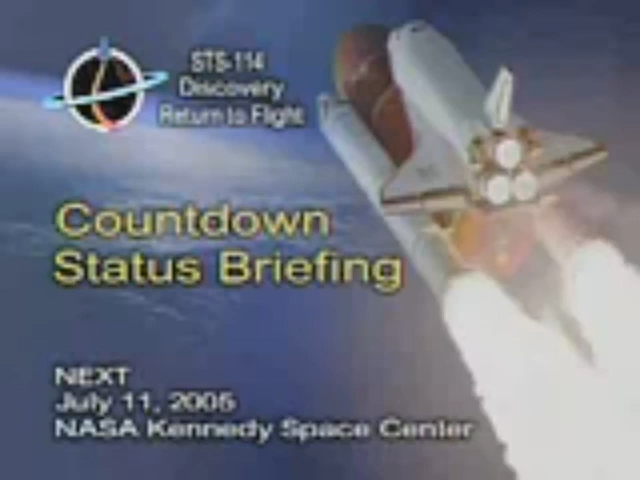 STS-114
Discovery
Return to Flight
Countdown
Status Briefing
NEXT
July 11, 2005
NASA Kennedy Space Center